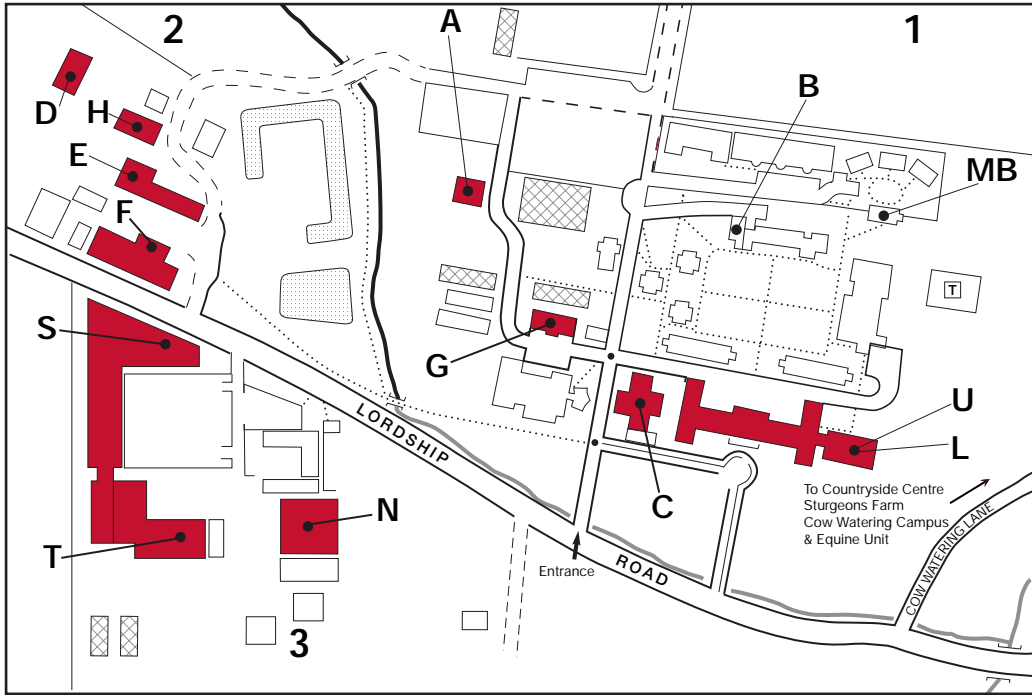 2
A
1
B
D
H
E
MB
F
T
S
G
U
L
LORDSHIP ROAD
C
N
T
To Countryside Centre
Sturgeons Farm
Cow Watering Campus
& Equine Unit
COW WATERING LANE
Entrance
3